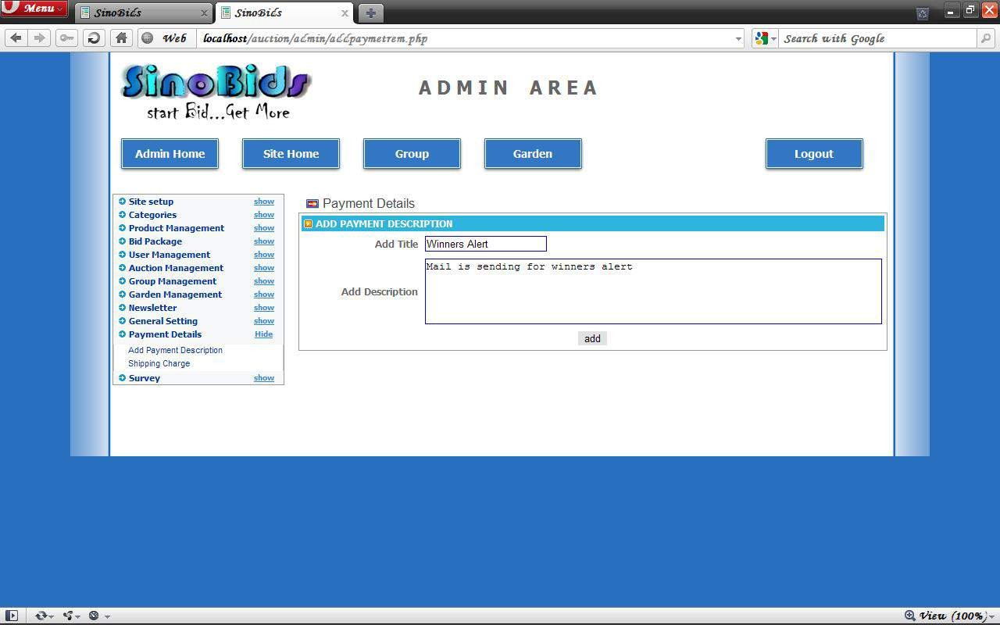 Menu
SinoBids
SinoBids
Web
localhost/auction/admin/addpaymetrem.php
Search with Google
SinoBids
start Bid...Get More
ADMIN AREA
Admin Home
Site Home
Group
Garden
Logout
Site setup show
Categories show
Product Management show
Bid Package show
User Management show
Auction Management show
Group Management show
Garden Management show
Newsletter show
General Setting show
Payment Details Hide
Add Payment Description
Shipping Charge
Survey show
Payment Details
ADD PAYMENT DESCRIPTION
Add Title Winners Alert
Add Description Mail is sending for winners alert
add
View (100%)